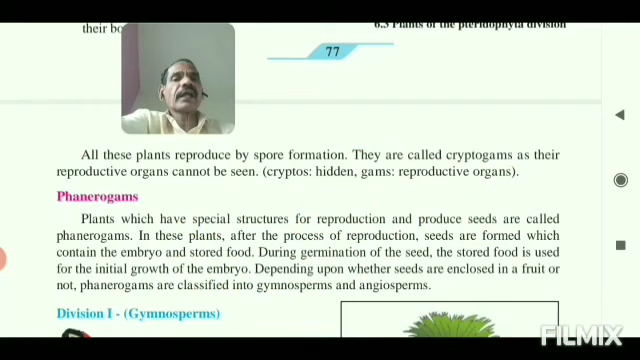 their bo
6.3 Plants of the pteridophyta division
77
All these plants reproduce by spore formation. They are called cryptogams as their
reproductive organs cannot be seen. (cryptos: hidden, gams: reproductive organs).
Phanerogams
Plants which have special structures for reproduction and produce seeds are called
phanerogams. In these plants, after the process of reproduction, seeds are formed which
contain the embryo and stored food. During germination of the seed, the stored food is used
for the initial growth of the embryo. Depending upon whether seeds are enclosed in a fruit or
not, phanerogams are classified into gymnosperms and angiosperms.
Division I - (Gymnosperms)
FILMIX